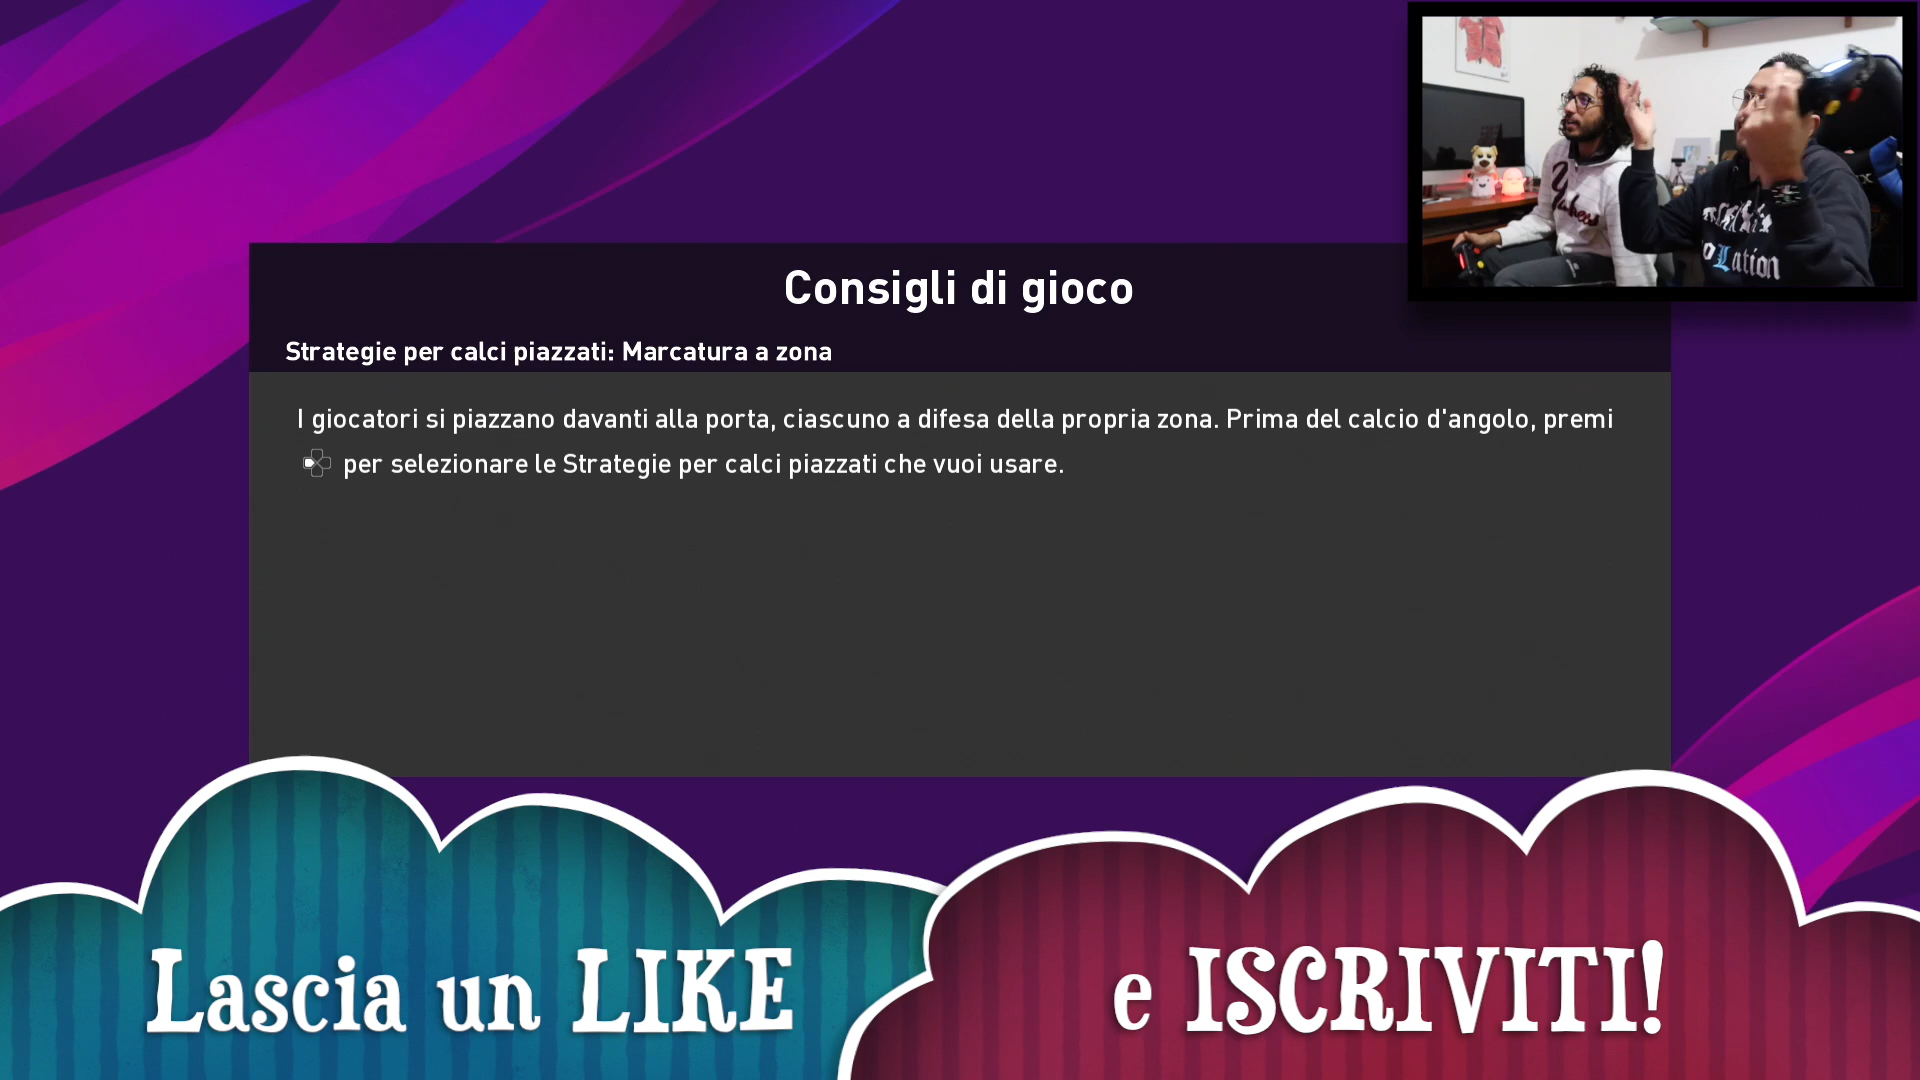 Consigli di gioco
Strategie per calci piazzati: Marcatura a zona
I giocatori si piazzano davanti alla porta, ciascuno a difesa della propria zona. Prima del calcio d'angolo, premi
per selezionare le Strategie per calci piazzati che vuoi usare.
Lascia un LIKE
e ISCRIVITI!